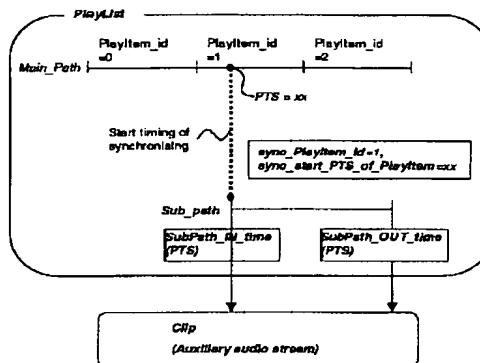 PlayList
PlayItem_id
=0
PlayItem_id
=1
PlayItem_id
=2
Main_Path
PTS = xx
Start timing of
synchronising
sync_PlayItem_id=1,
sync_start_PTS_of_PlayItem=xx
Sub_path
SubPath_IN_time
(PTS)
SubPath_OUT_time
(PTS)
Clip
(Auxiliary audio stream)